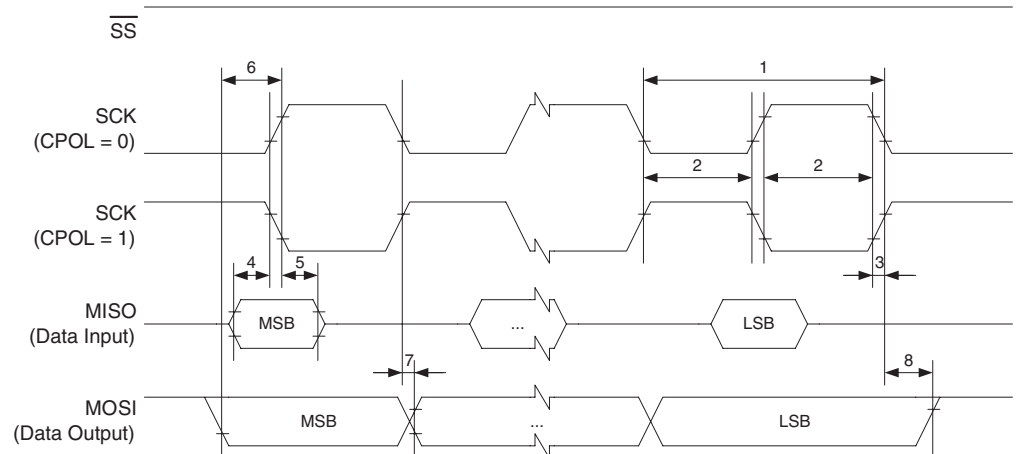 SS
6
1
SCK
(CPOL = 0)
2
2
SCK
(CPOL = 1)
4
5
3
MISO
(Data Input)
MSB
...
LSB
7
8
MOSI
(Data Output)
MSB
...
LSB